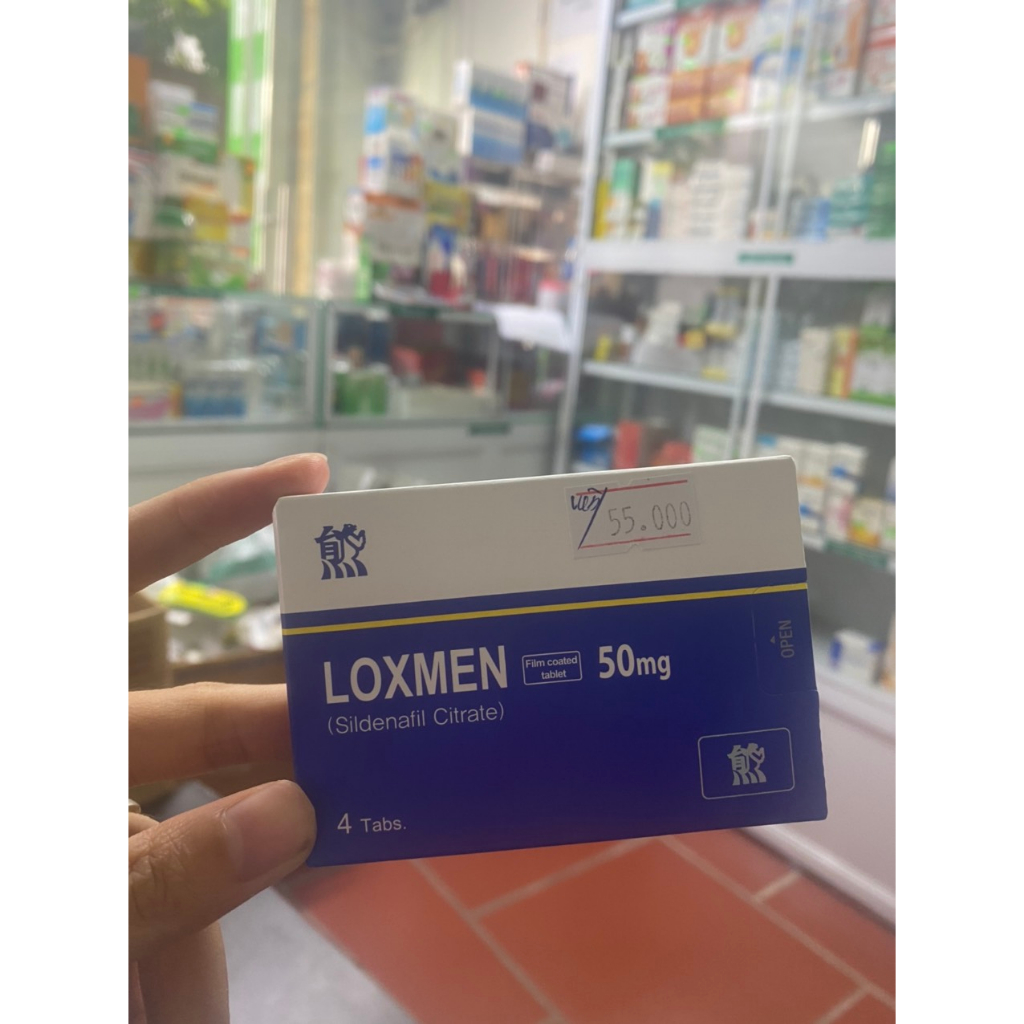 55.000
LOXMEN Film coated tablet 50mg
(Sildenafil Citrate)
OPEN
4 Tabs.